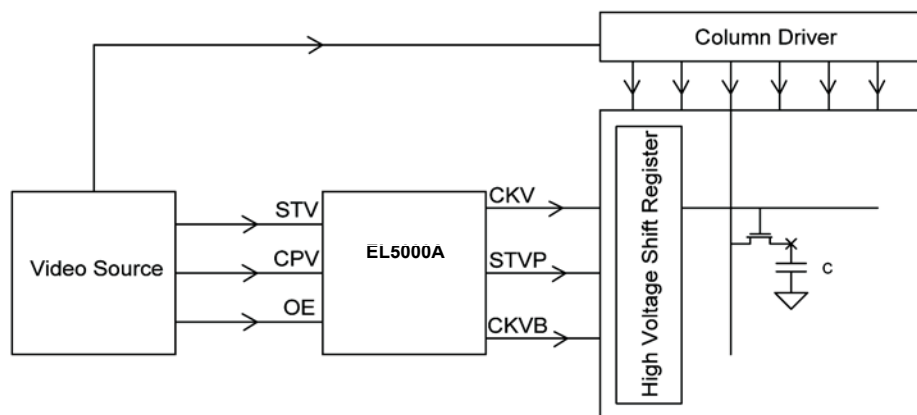 Column Driver
Video Source
STV
CPV
OE
EL5000A
CKV
STVP
CKVB
High Voltage Shift Register
C